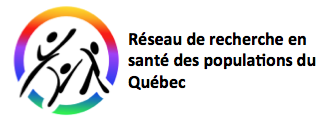 Réseau de recherche en
santé des populations du
Québec